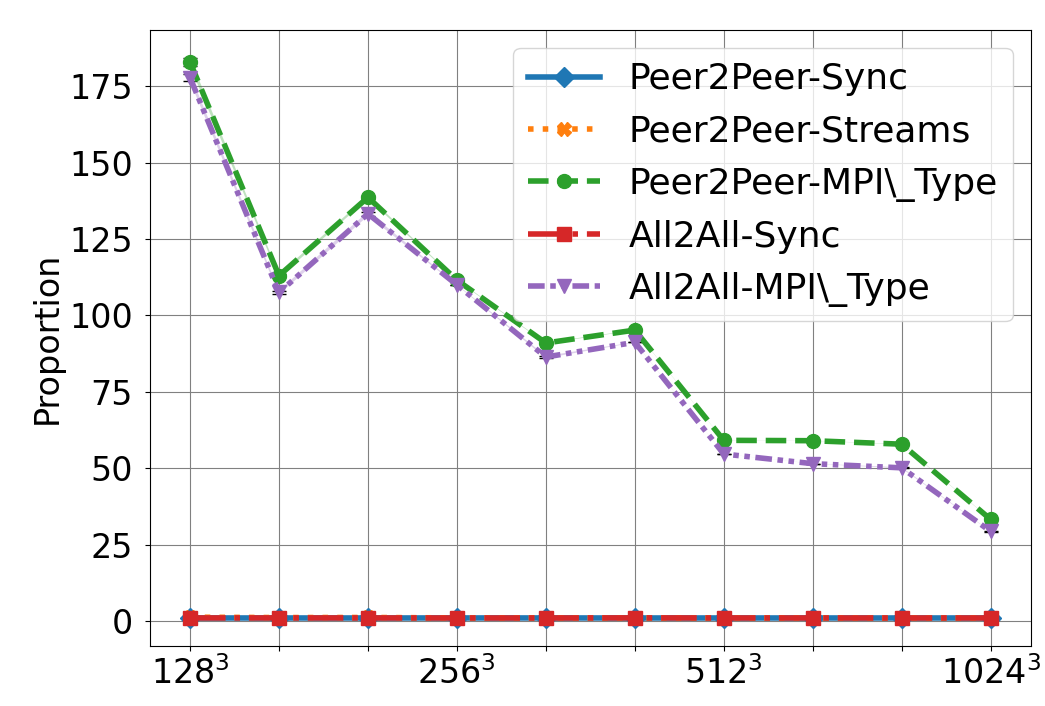 Proportion
175
150
125
100
75
50
25
0
128³
256³
512³
1024³
Peer2Peer-Sync
Peer2Peer-Streams
Peer2Peer-MPI\_Type
All2All-Sync
All2All-MPI\_Type